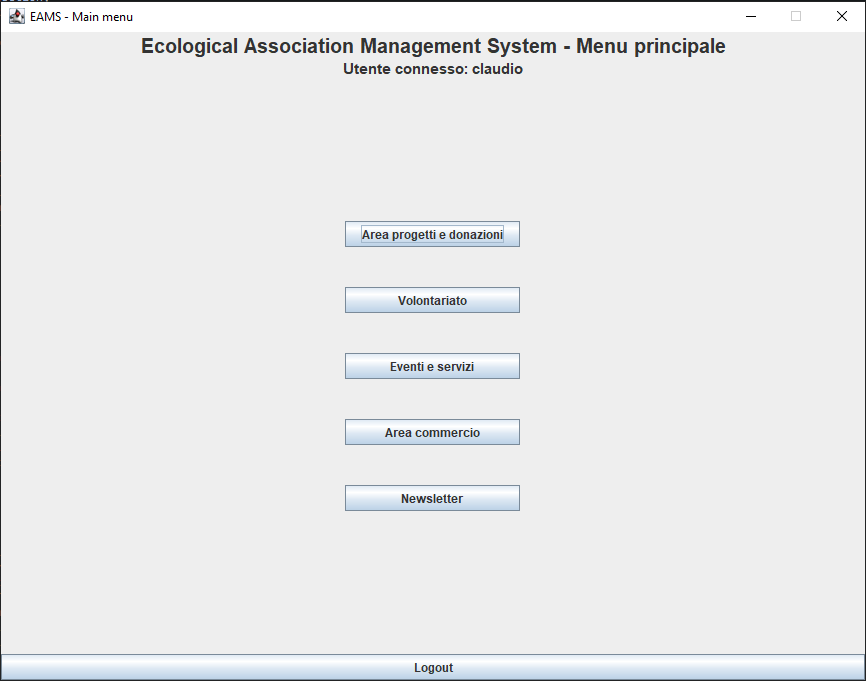 EAMS - Main menu
Ecological Association Management System - Menu principale
Utente connesso: claudio
Area progetti e donazioni
Volontariato
Eventi e servizi
Area commercio
Newsletter
Logout